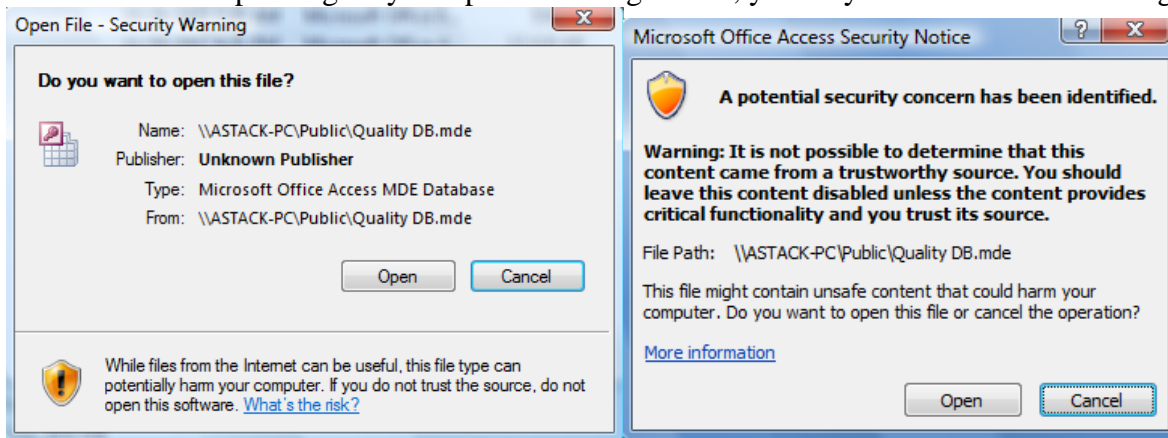 Open File - Security Warning
Do you want to open this file?
Name: \\ASTACK-PC\Public\Quality DB.mde
Publisher: Unknown Publisher
Type: Microsoft Office Access MDE Database
From: \\ASTACK-PC\Public\Quality DB.mde
Open Cancel
While files from the Internet can be useful, this file type can
potentially harm your computer. If you do not trust the source, do not
open this software. What's the risk?
Microsoft Office Access Security Notice
A potential security concern has been identified.
Warning: It is not possible to determine that this
content came from a trustworthy source. You should
leave this content disabled unless the content provides
critical functionality and you trust its source.
File Path: \\ASTACK-PC\Public\Quality DB.mde
This file might contain unsafe content that could harm your
computer. Do you want to open this file or cancel the operation?
More information
Open Cancel